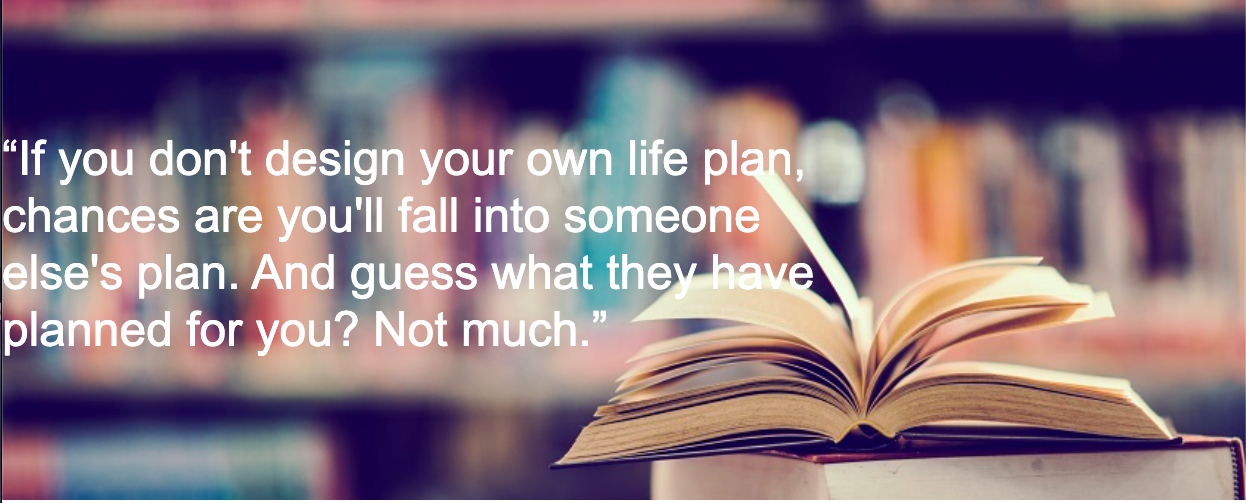 “If you don't design your own life plan,
chances are you'll fall into someone
else's plan. And guess what they have
planned for you? Not much.”